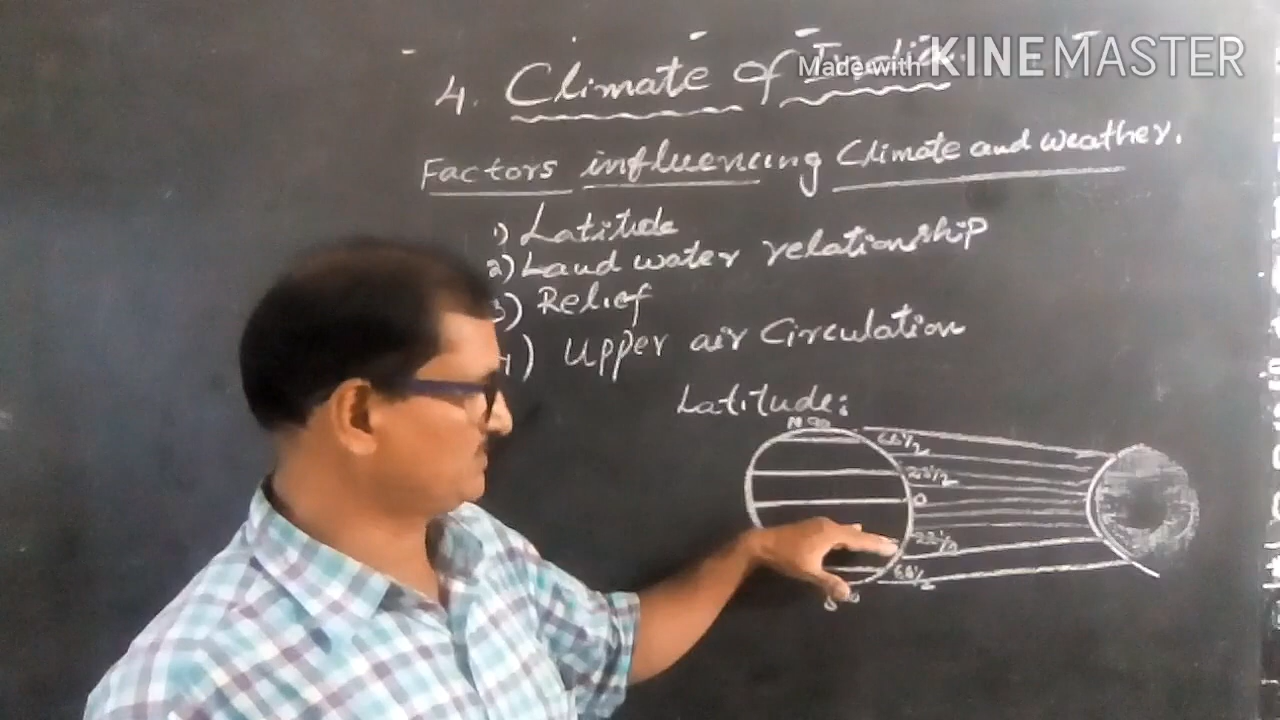 4. Climate of India. I
Made with KINEMASTER
Factors influencing Climate and weather.
1) Latitude
2) Land water relationship
3) Relief
4) Upper air Circulation
Latitude:
N 90
66 1/2
23 1/2
0
23 1/2
66 1/2